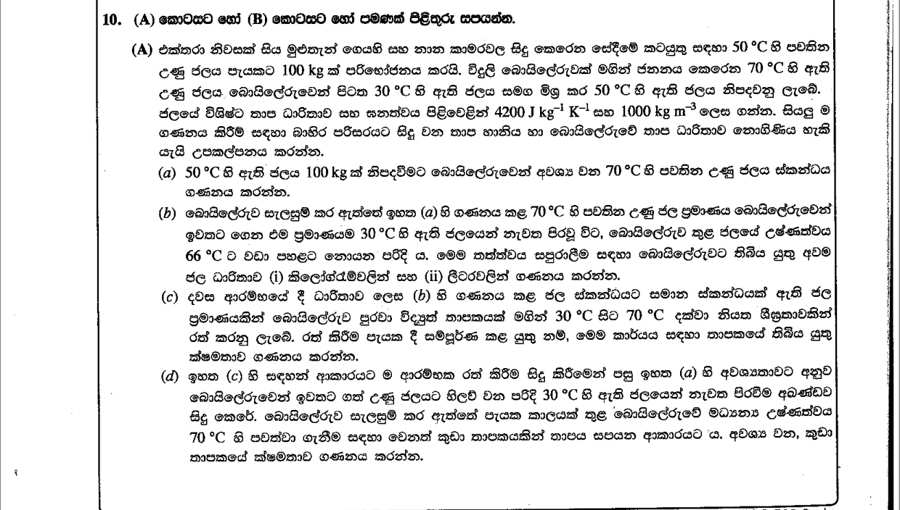 10. (A) කොටසට හෝ (B) කොටසට හෝ පමණක් පිළිතුරු සපයන්න.
(A) එක්තරා නිවසක් සිය මුළුතැන් ගෙයහි සහ නාන කාමරවල සිදු කෙරෙන සේදීමේ කටයුතු සඳහා 50 °C හි පවතින
උණු ජලය පැයකට 100 kg ක් පරිභෝජනය කරයි. විදුලි බොයිලේරුවක් මගින් ජනනය කෙරෙන 70 °C හි ඇති
උණු ජලය බොයිලේරුවෙන් පිටත 30 °C හි ඇති ජලය සමග මිශ්‍ර කර 50 °C හි ඇති ජලය නිපදවනු ලැබේ.
ජලයේ විශිෂ්ට තාප ධාරිතාව සහ ඝනත්වය පිළිවෙළින් 4200 J kg⁻¹ K⁻¹ සහ 1000 kg m⁻³ ලෙස ගන්න. සියලු ම
ගණනය කිරීම් සඳහා බාහිර පරිසරයට සිදු වන තාප හානිය හා බොයිලේරුවේ තාප ධාරිතාව නොගිණිය හැකි
යැයි උපකල්පනය කරන්න.
(a) 50 °C හි ඇති ජලය 100 kg ක් නිපදවීමට බොයිලේරුවෙන් අවශ්‍ය වන 70 °C හි පවතින උණු ජලය ස්කන්ධය
ගණනය කරන්න.
(b) බොයිලේරුව සැලසුම් කර ඇත්තේ ඉහත (a) හි ගණනය කළ 70 °C හි පවතින උණු ජල ප්‍රමාණය බොයිලේරුවෙන්
ඉවතට ගෙන එම ප්‍රමාණයම 30 °C හි ඇති ජලයෙන් නැවත පිරවූ විට, බොයිලේරුව තුළ ජලයේ උෂ්ණත්වය
66 °C ට වඩා පහළට නොයන පරිදි ය. මෙම තත්ත්වය සපුරාලීම සඳහා බොයිලේරුවට තිබිය යුතු අවම
ජල ධාරිතාව (i) කිලෝග්‍රෑම්වලින් සහ (ii) ලීටරවලින් ගණනය කරන්න.
(c) දවස ආරම්භයේ දී ධාරිතාව ලෙස (b) හි ගණනය කළ ජල ස්කන්ධයට සමාන ස්කන්ධයක් ඇති ජල
ප්‍රමාණයකින් බොයිලේරුව පුරවා විද්‍යුත් තාපකයක් මගින් 30 °C සිට 70 °C දක්වා නියත ශීඝ්‍රතාවකින්
රත් කරනු ලැබේ. රත් කිරීම පැයක දී සම්පූර්ණ කළ යුතු නම්, මෙම කාර්යය සඳහා තාපකයේ තිබිය යුතු
ක්ෂමතාව ගණනය කරන්න.
(d) ඉහත (c) හි සඳහන් ආකාරයට ම ආරම්භක රත් කිරීම සිදු කිරීමෙන් පසු ඉහත (a) හි අවශ්‍යතාවට අනුව
බොයිලේරුවෙන් ඉවතට ගත් උණු ජලයට හිලව් වන පරිදි 30 °C හි ඇති ජලයෙන් නැවත පිරවීම අඛණ්ඩව
සිදු කෙරේ. බොයිලේරුව සැලසුම් කර ඇත්තේ පැයක කාලයක් තුළ බොයිලේරුවේ මධ්‍යන්‍ය උෂ්ණත්වය
70 °C හි පවත්වා ගැනීම සඳහා වෙනත් කුඩා තාපකයකින් තාපය සපයන ආකාරයට ය. අවශ්‍ය වන, කුඩා
තාපකයේ ක්ෂමතාව ගණනය කරන්න.